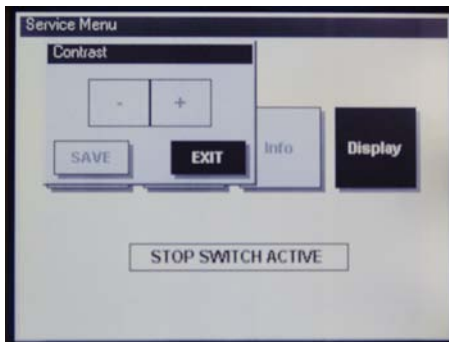 Service Menu
Contrast
- +
SAVE EXIT Info Display
STOP SWITCH ACTIVE